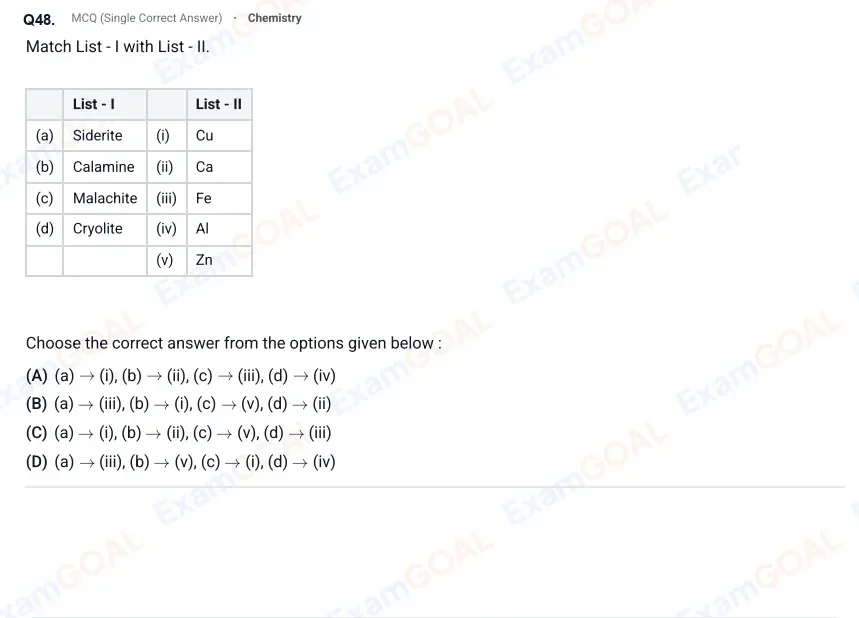 Q48. MCQ (Single Correct Answer) · Chemistry
Match List - I with List - II.
List - I List - II
(a) Siderite (i) Cu
(b) Calamine (ii) Ca
(c) Malachite (iii) Fe
(d) Cryolite (iv) Al
(v) Zn
Choose the correct answer from the options given below :
(A) (a) → (i), (b) → (ii), (c) → (iii), (d) → (iv)
(B) (a) → (iii), (b) → (i), (c) → (v), (d) → (ii)
(C) (a) → (i), (b) → (ii), (c) → (v), (d) → (iii)
(D) (a) → (iii), (b) → (v), (c) → (i), (d) → (iv)
ExamGOAL